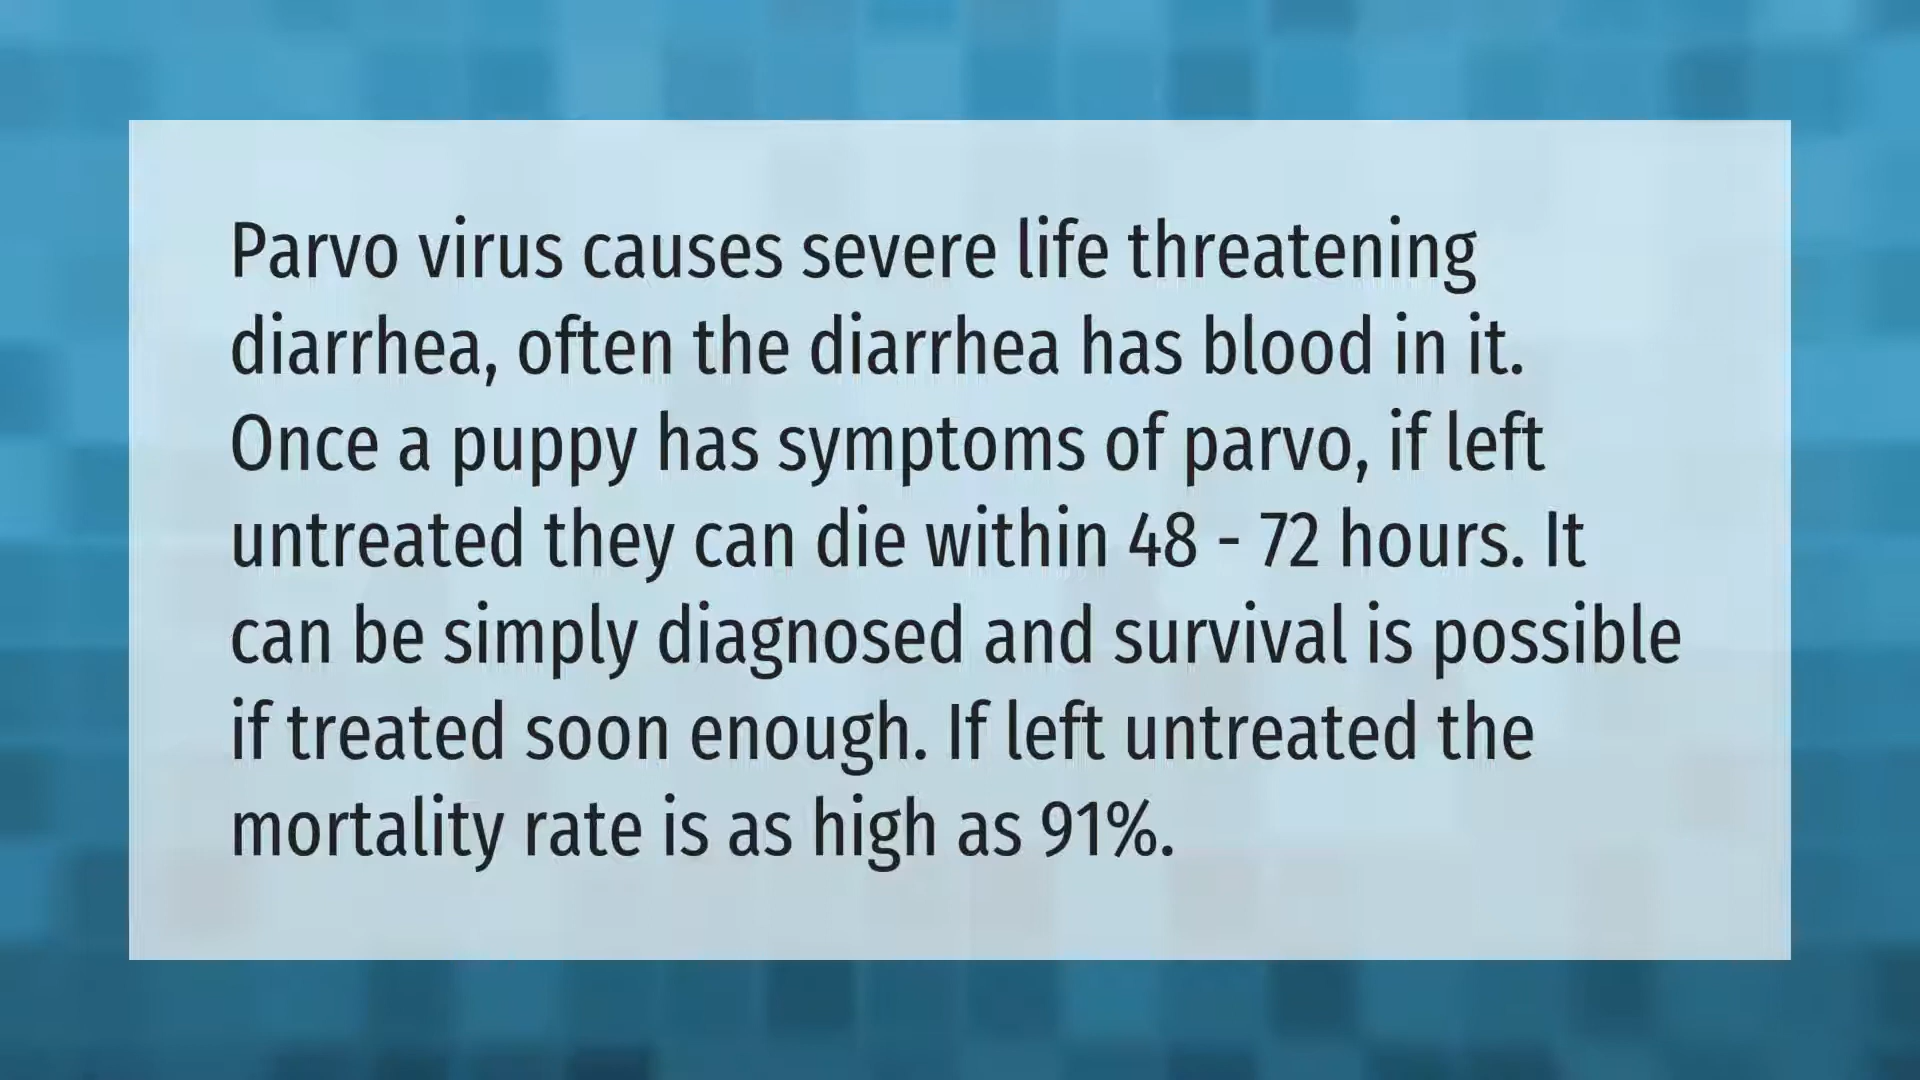 Parvo virus causes severe life threatening
diarrhea, often the diarrhea has blood in it.
Once a puppy has symptoms of parvo, if left
untreated they can die within 48 - 72 hours. It
can be simply diagnosed and survival is possible
if treated soon enough. If left untreated the
mortality rate is as high as 91%.